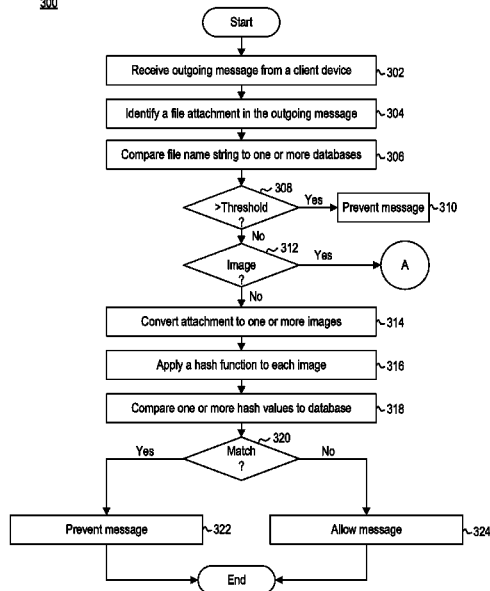 300
Start
Receive outgoing message from a client device
302
Identify a file attachment in the outgoing message
304
Compare file name string to one or more databases
306
308
>Threshold
?
Yes
Prevent message
310
No
312
Image
?
Yes
A
No
Convert attachment to one or more images
314
Apply a hash function to each image
316
Compare one or more hash values to database
318
320
Yes
Match
?
No
Prevent message
322
Allow message
324
End